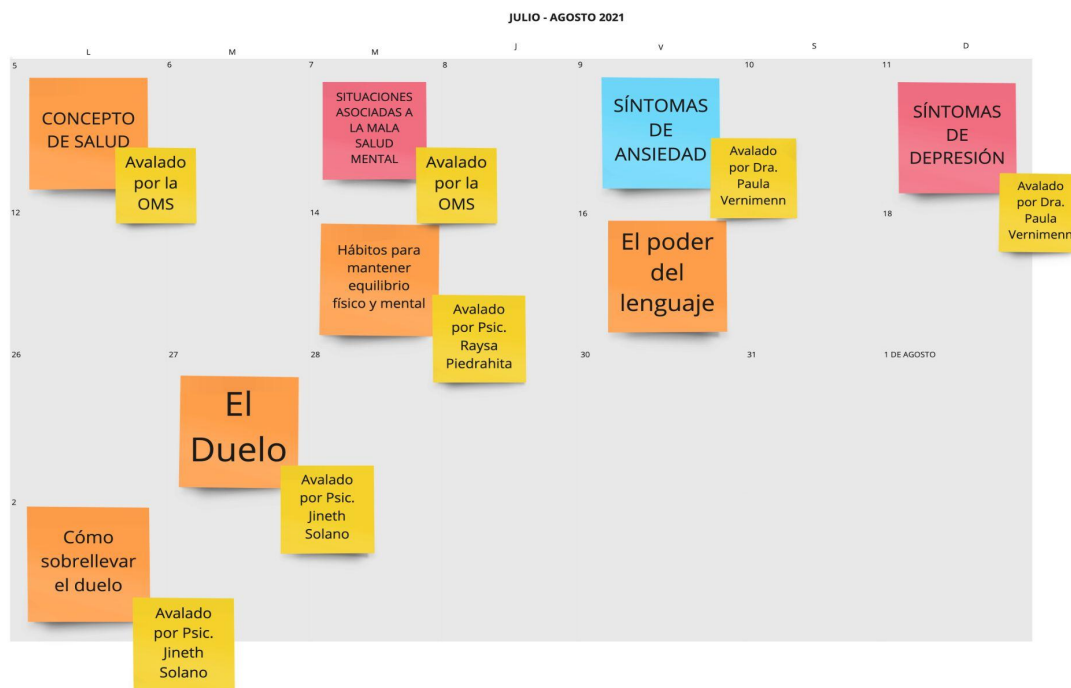 JULIO - AGOSTO 2021
L M M J V S D
5 6 7 8 9 10 11
CONCEPTO
DE SALUD
Avalado
por la
OMS
SITUACIONES
ASOCIADAS A
LA MALA
SALUD
MENTAL
Avalado
por la
OMS
SÍNTOMAS
DE
ANSIEDAD
Avalado
por Dra.
Paula
Vernimenn
SÍNTOMAS
DE
DEPRESIÓN
Avalado
por Dra.
Paula
Vernimenn
12 14 16 18
Hábitos para
mantener
equilibrio
físico y mental
Avalado
por Psic.
Raysa
Piedrahita
El poder
del
lenguaje
26 27 28 30 31 1 DE AGOSTO
El
Duelo
Avalado
por Psic.
Jineth
Solano
2
Cómo
sobrellevar
el duelo
Avalado
por Psic.
Jineth
Solano